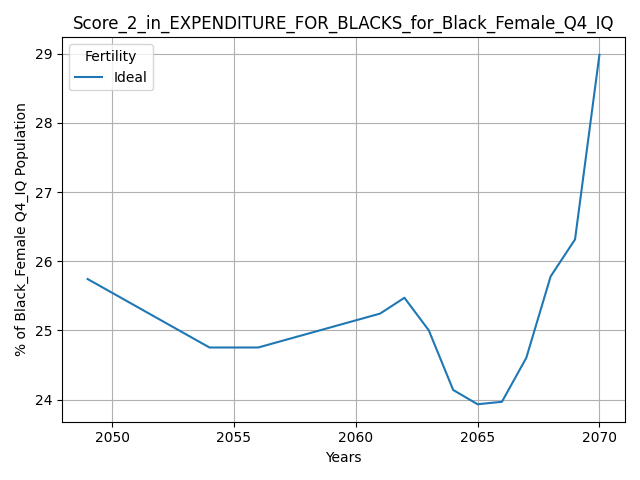 Score_2_in_EXPENDITURE_FOR_BLACKS_for_Black_Female_Q4_IQ
Fertility
Ideal
% of Black_Female Q4_IQ Population
29
28
27
26
25
24
2050
2055
2060
2065
2070
Years